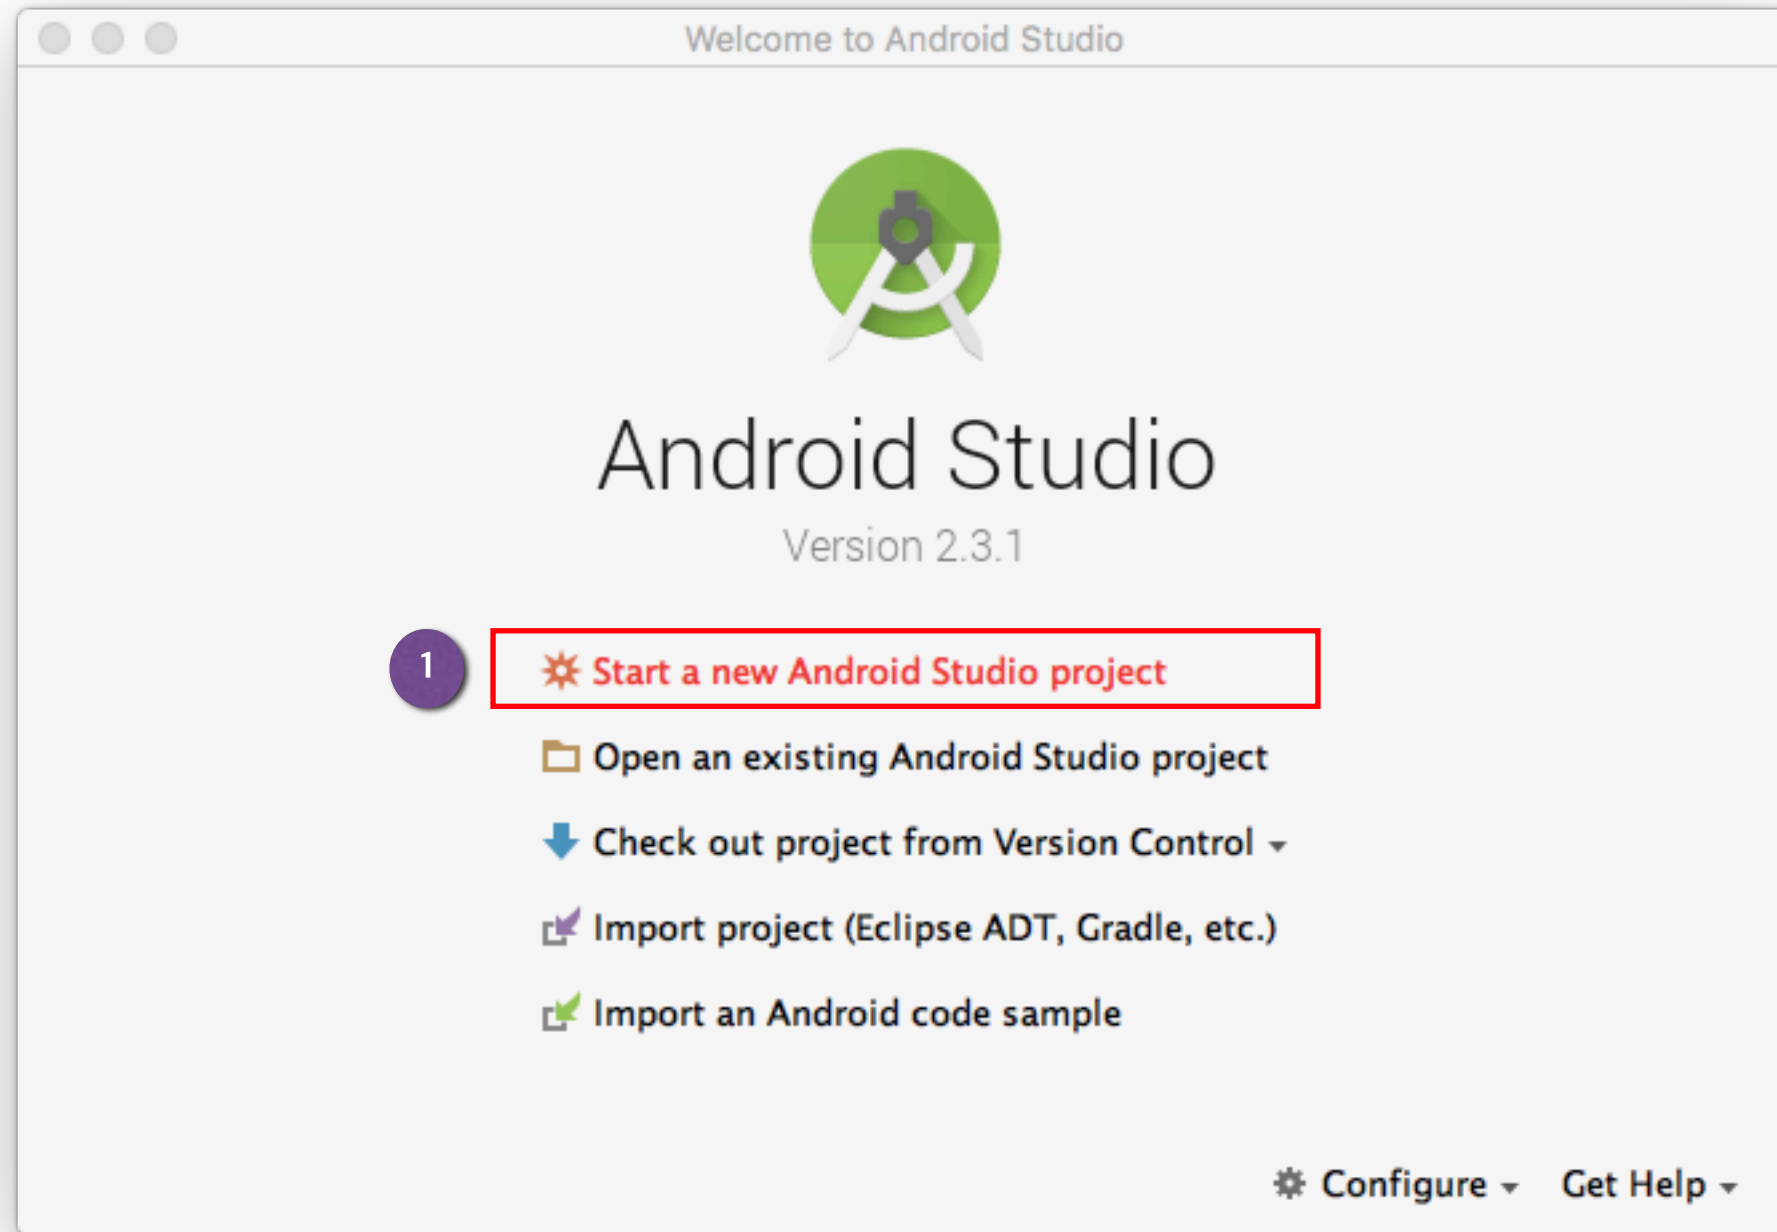 Welcome to Android Studio
Android Studio
Version 2.3.1
1
Start a new Android Studio project
Open an existing Android Studio project
Check out project from Version Control
Import project (Eclipse ADT, Gradle, etc.)
Import an Android code sample
Configure Get Help